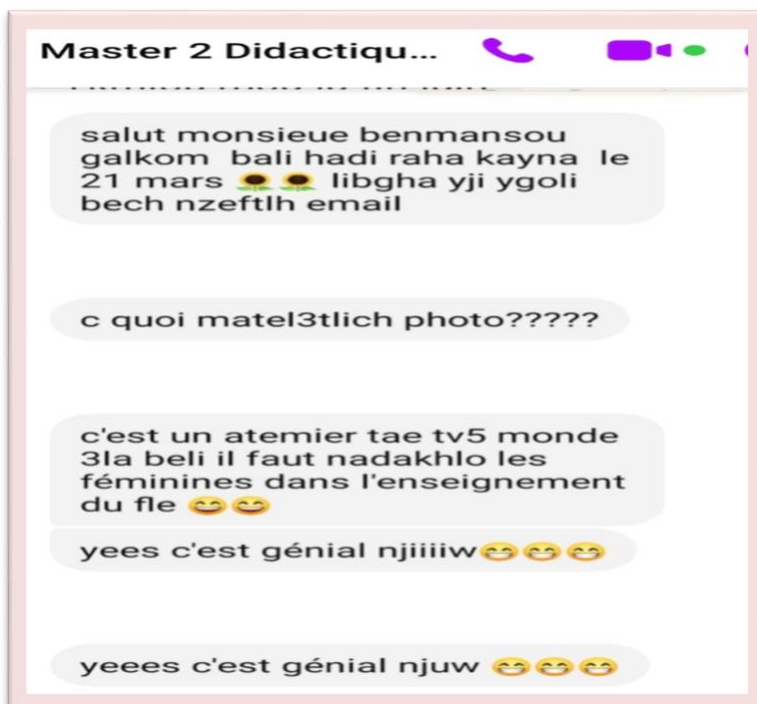 Master 2 Didactiqu...
salut monsieue benmansou
galkom bali hadi raha kayna le
21 mars 🌻🌻 libgha yji ygoli
bech nzeftlh email
c quoi matel3tlich photo?????
c'est un atemier tae tv5 monde
3la beli il faut nadakhlo les
féminines dans l'enseignement
du fle 😄😄
yees c'est génial njiiiiw😁😁😁
yeees c'est génial njuw 😁😁😁